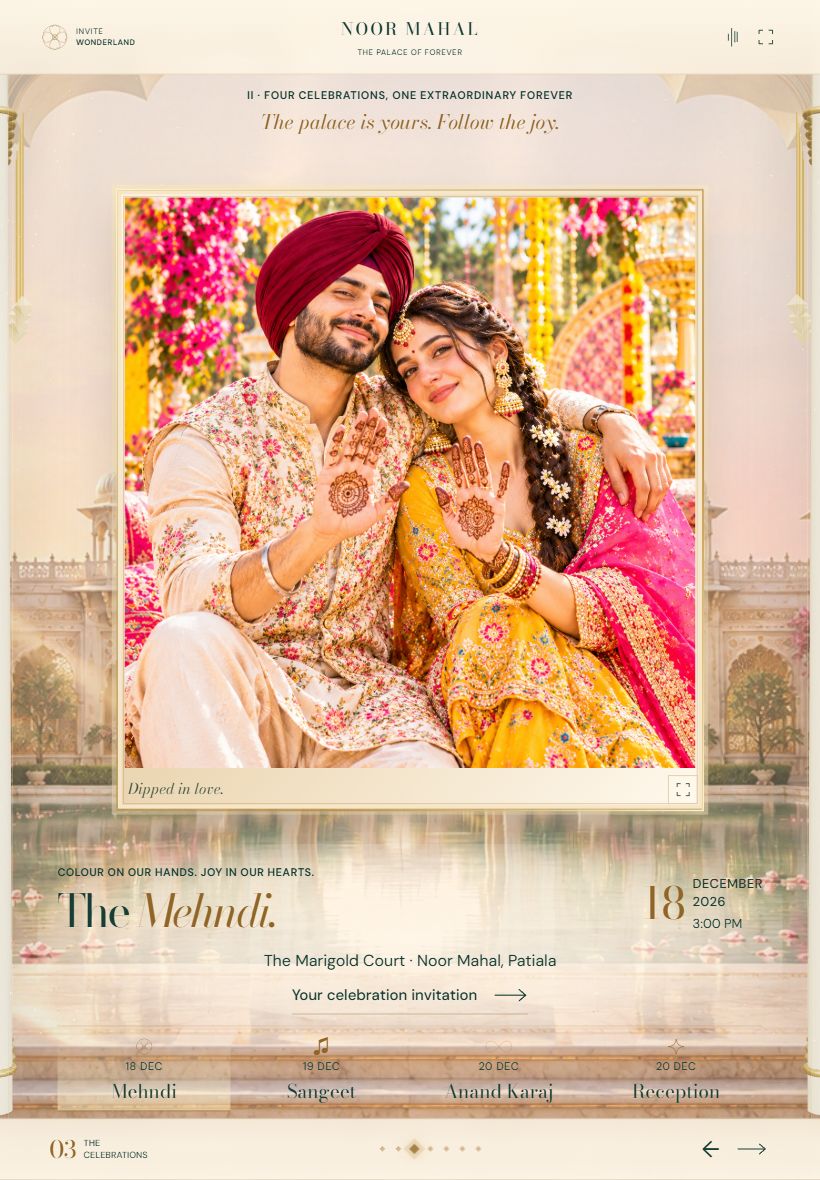 INVITE
WONDERLAND
NOOR MAHAL
THE PALACE OF FOREVER
II · FOUR CELEBRATIONS, ONE EXTRAORDINARY FOREVER
The palace is yours. Follow the joy.
Dipped in love.
COLOUR ON OUR HANDS. JOY IN OUR HEARTS.
The Mehndi.
18 DECEMBER
2026
3:00 PM
The Marigold Court · Noor Mahal, Patiala
Your celebration invitation
18 DEC
Mehndi
19 DEC
Sangeet
20 DEC
Anand Karaj
20 DEC
Reception
03 THE
CELEBRATIONS